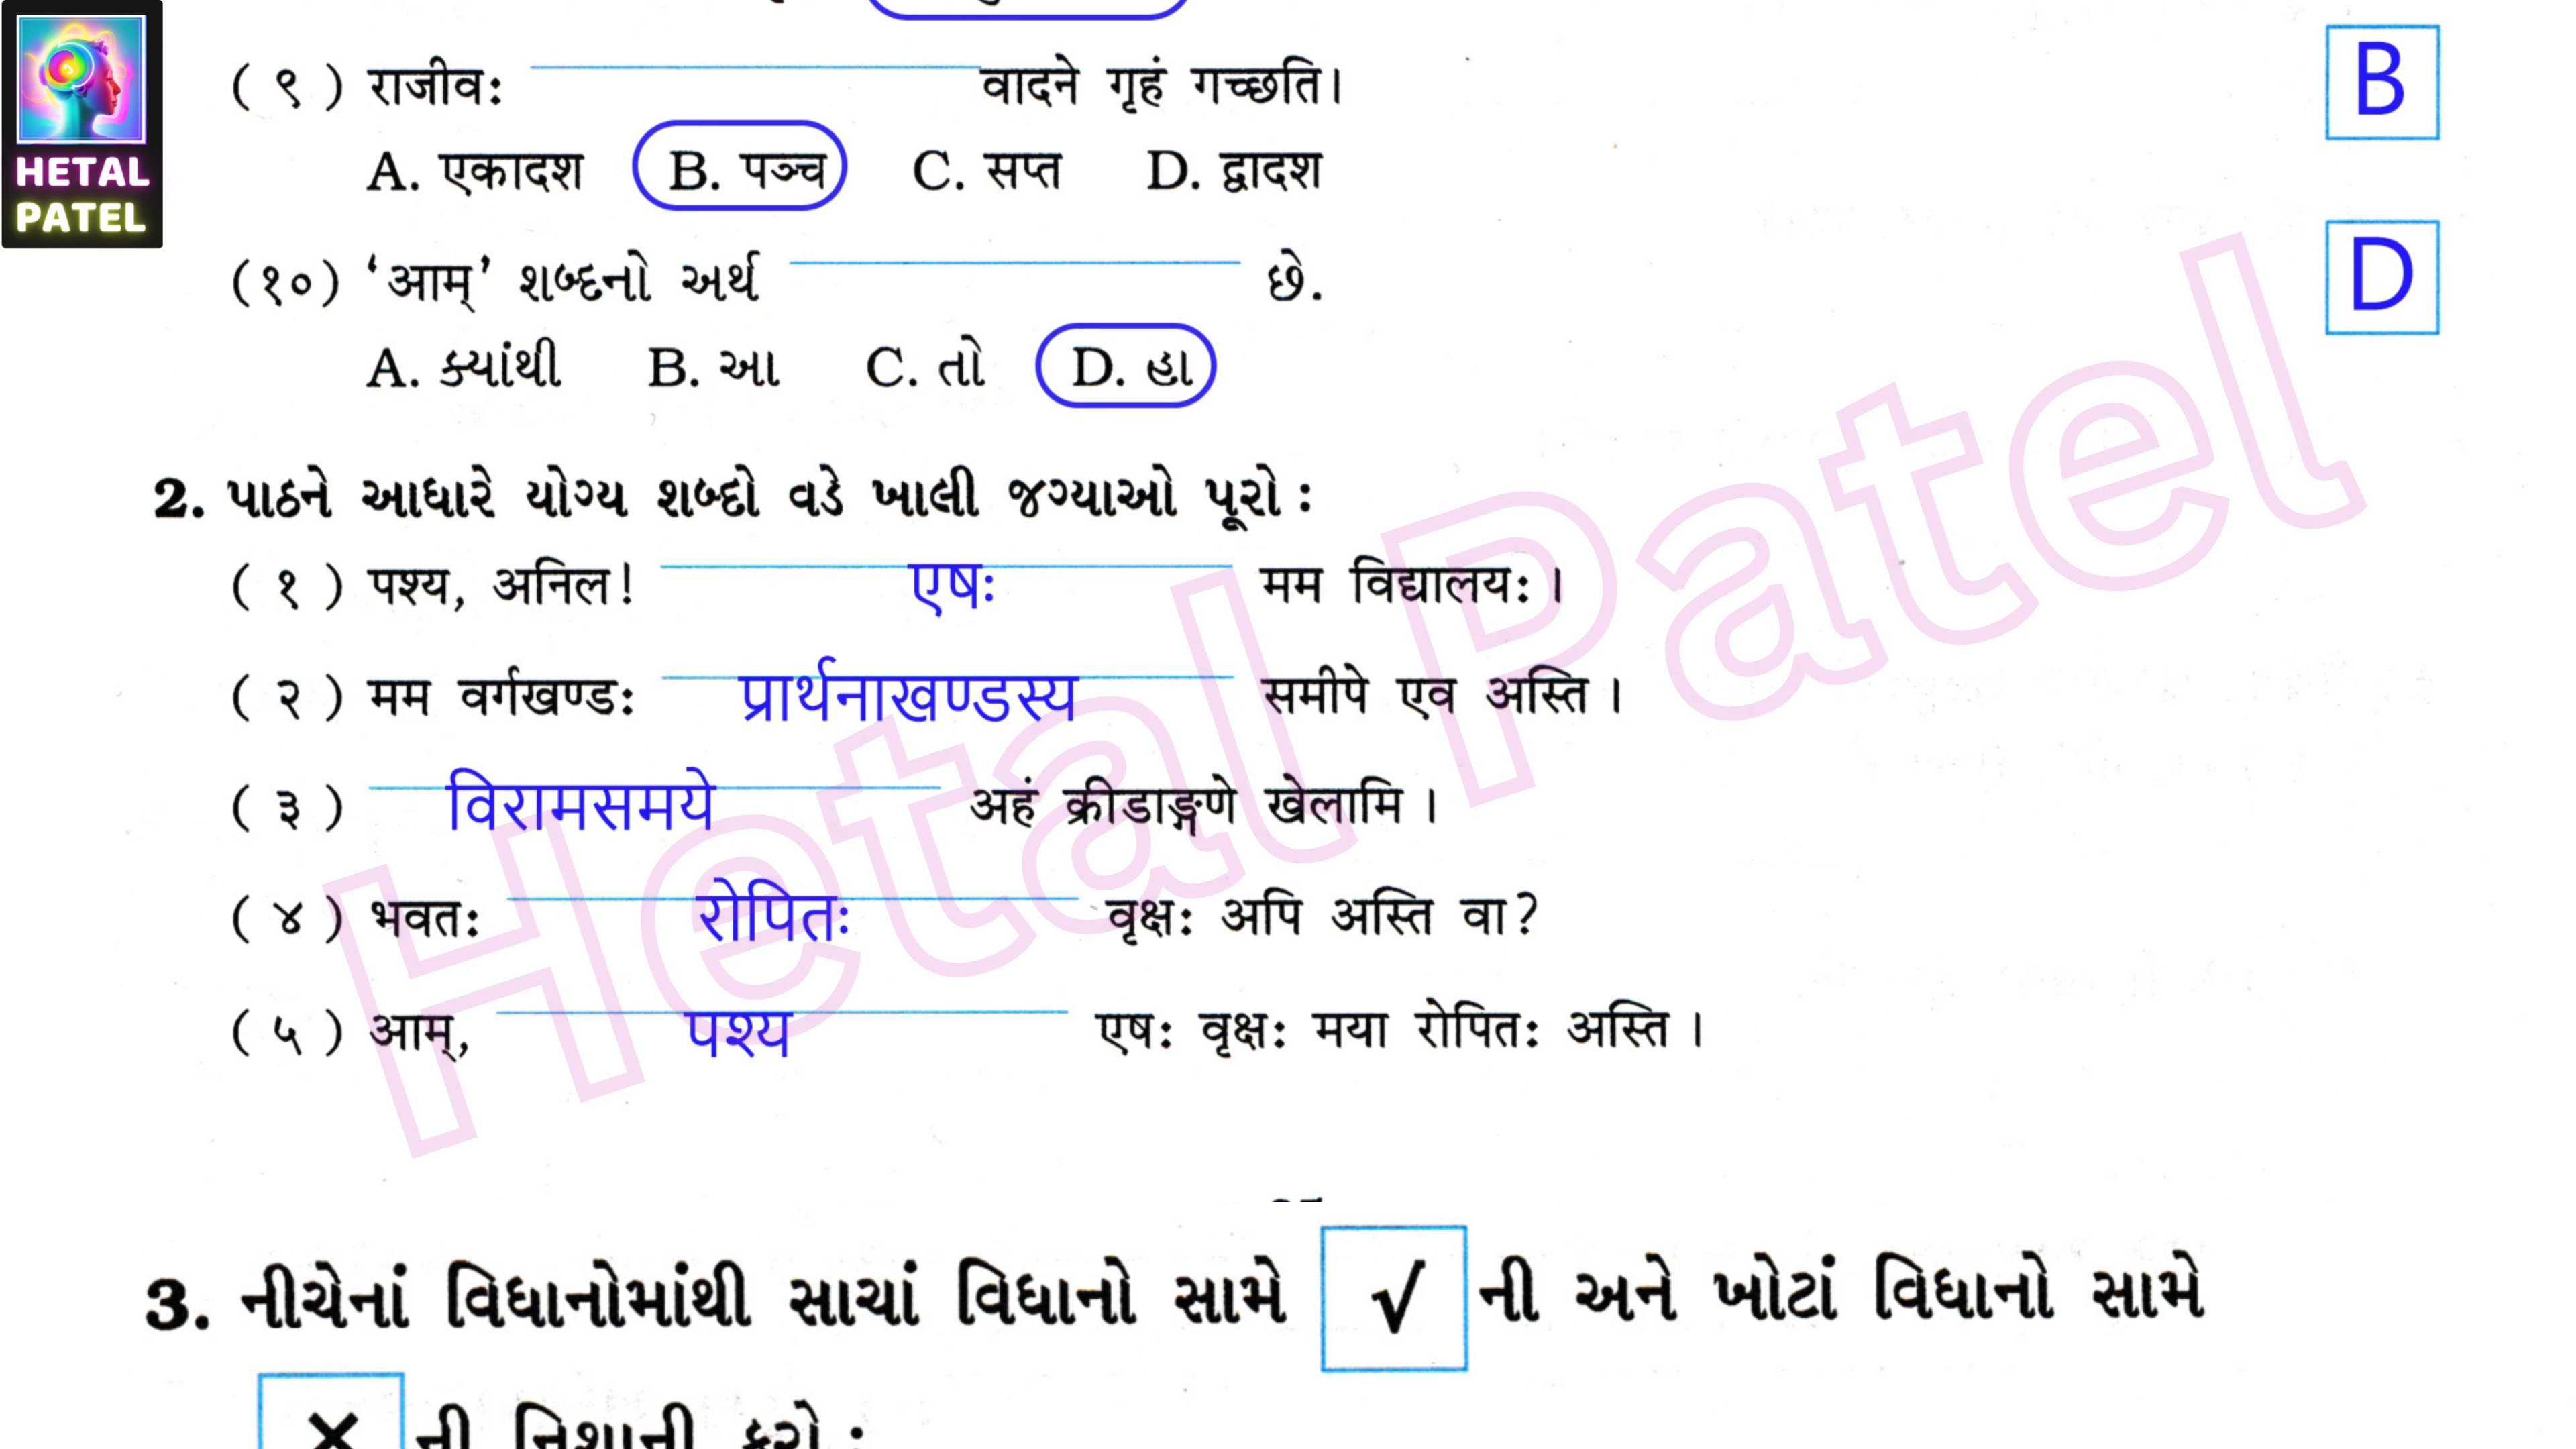 HETAL
PATEL
( ९ ) राजीवः ____ वादने गृहं गच्छति। B
A. एकादश B. पञ्च C. सप्त D. द्वादश
(१०) ‘आम्’ શબ્દનો અર્થ ____ છે. D
A. ક્યાંથી B. આ C. તો D. હા
2. પાઠને આધારે યોગ્ય શબ્દો વડે ખાલી જગ્યાઓ પૂરો :
( १ ) पश्य, अनिल! एषः मम विद्यालयः।
( २ ) मम वर्गखण्डः प्रार्थनाखण्डस्य समीपे एव अस्ति।
( ३ ) विरामसमये अहं क्रीडाङ्गणे खेलामि।
( ४ ) भवतः रोपितः वृक्षः अपि अस्ति वा?
( ५ ) आम्, पश्य एषः वृक्षः मया रोपितः अस्ति।
Hetal Patel
3. નીચેનાં વિધાનોમાંથી સાચાં વિધાનો સામે √ ની અને ખોટાં વિધાનો સામે
× ની નિશાની કરો :